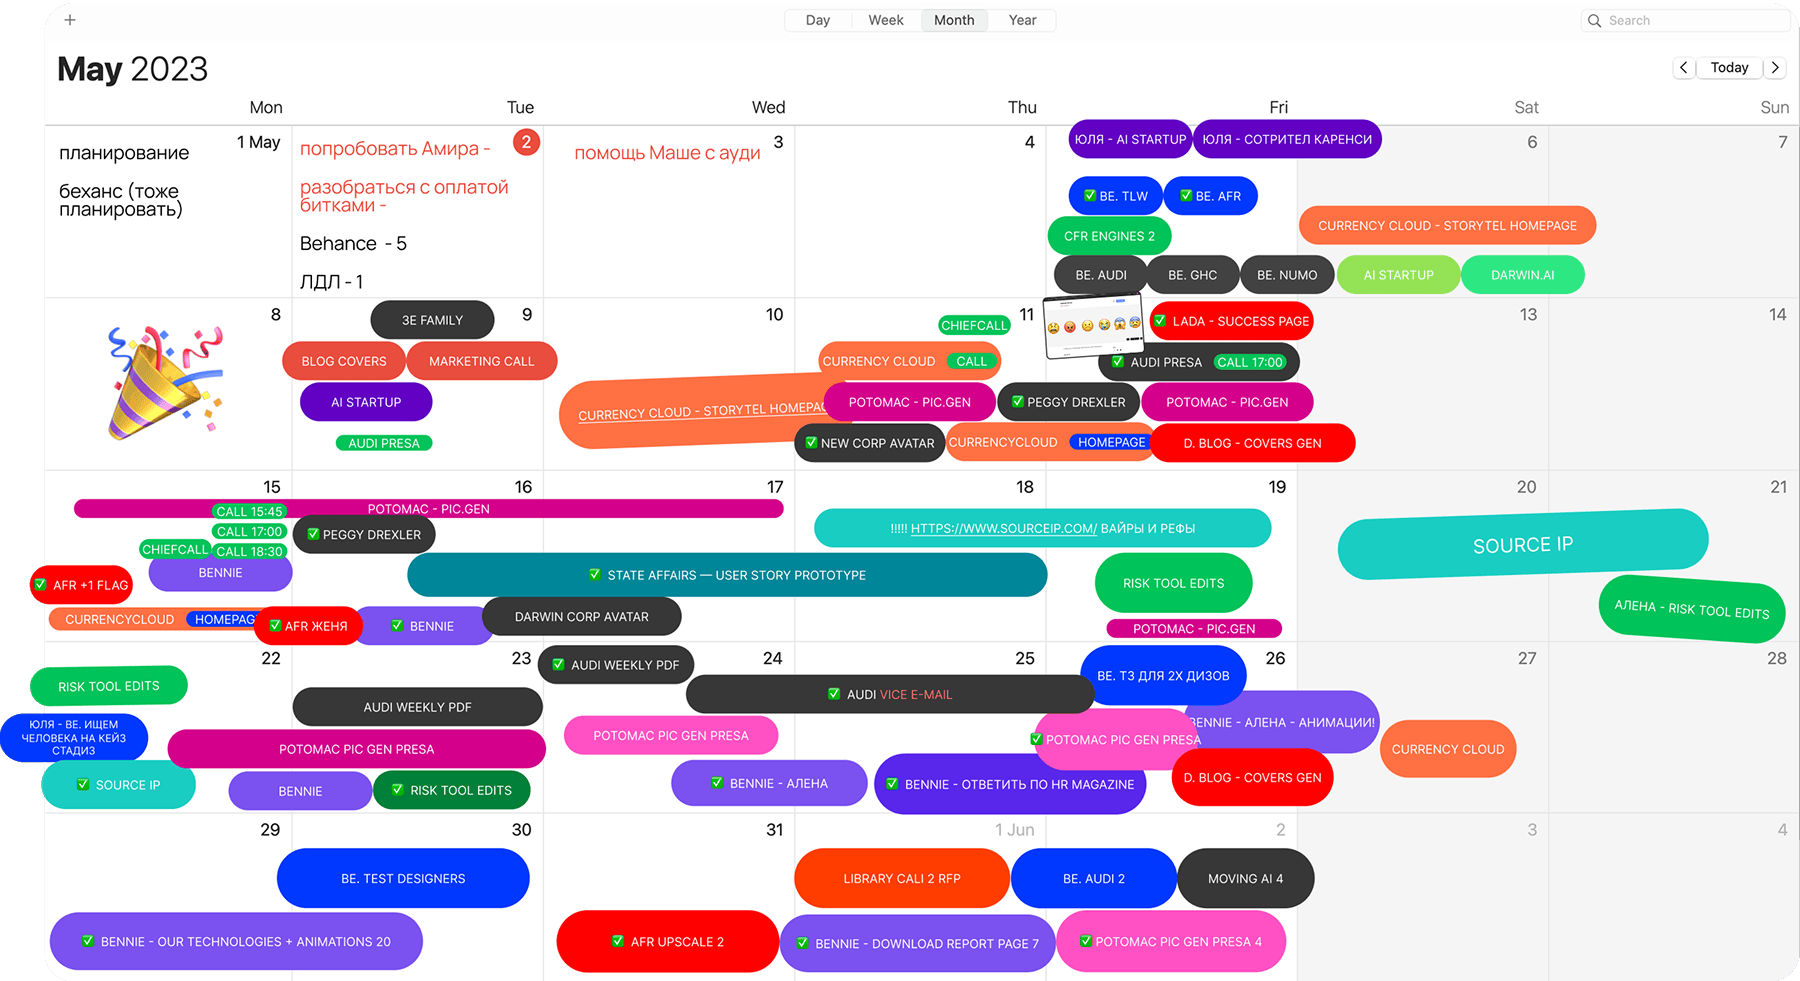 +
Day Week Month Year
Search
May 2023
Today
Mon Tue Wed Thu Fri Sat Sun
1 May
планирование
беханс (тоже
планировать)
2
попробовать Амира -
разобраться с оплатой
битками -
Behance - 5
ЛДЛ - 1
3
помощь Маше с ауди
4
ЮЛЯ - AI STARTUP
ЮЛЯ - СОТРИТЕЛ КАРЕНСИ
✅ BE. TLW
✅ BE. AFR
CFR ENGINES 2
BE. AUDI
BE. GHC
BE. NUMO
6
CURRENCY CLOUD - STORYTEL HOMEPAGE
AI STARTUP
DARWIN.AI
7
8
9
3E FAMILY
BLOG COVERS
MARKETING CALL
AI STARTUP
AUDI PRESA
10
CURRENCY CLOUD - STORYTEL HOMEPAG
11
CHIEFCALL
CURRENCY CLOUD CALL
POTOMAC - PIC.GEN
✅ PEGGY DREXLER
✅ NEW CORP AVATAR
CURRENCYCLOUD HOMEPAGE
✅ LADA - SUCCESS PAGE
✅ AUDI PRESA CALL 17:00
POTOMAC - PIC.GEN
D. BLOG - COVERS GEN
13
14
15
16
17
POTOMAC - PIC.GEN
CALL 15:45
CALL 17:00
CHIEFCALL
CALL 18:30
BENNIE
✅ AFR +1 FLAG
CURRENCYCLOUD HOMEPAG
✅ AFR ЖЕНЯ
✅ PEGGY DREXLER
✅ STATE AFFAIRS — USER STORY PROTOTYPE
✅ BENNIE
DARWIN CORP AVATAR
18
19
!!!!! HTTPS://WWW.SOURCEIP.COM/ ВАЙРЫ И РЕФЫ
RISK TOOL EDITS
POTOMAC - PIC.GEN
20
21
SOURCE IP
АЛЕНА - RISK TOOL EDITS
22
RISK TOOL EDITS
ЮЛЯ - BE. ИЩЕМ
ЧЕЛОВЕКА НА КЕЙЗ
СТАДИЗ
✅ SOURCE IP
23
AUDI WEEKLY PDF
POTOMAC PIC GEN PRESA
BENNIE
✅ RISK TOOL EDITS
24
✅ AUDI WEEKLY PDF
✅ AUDI VICE E-MAIL
POTOMAC PIC GEN PRESA
✅ BENNIE - АЛЕНА
25
✅ BENNIE - ОТВЕТИТЬ ПО HR MAGAZINE
26
BE. ТЗ ДЛЯ 2Х ДИЗОВ
BENNIE - АЛЕНА - АНИМАЦИИ!
✅ POTOMAC PIC GEN PRESA
D. BLOG - COVERS GEN
27
CURRENCY CLOUD
28
29
30
BE. TEST DESIGNERS
✅ BENNIE - OUR TECHNOLOGIES + ANIMATIONS 20
31
✅ AFR UPSCALE 2
1 Jun
LIBRARY CALI 2 RFP
✅ BENNIE - DOWNLOAD REPORT PAGE 7
2
BE. AUDI 2
MOVING AI 4
✅ POTOMAC PIC GEN PRESA 4
3
4